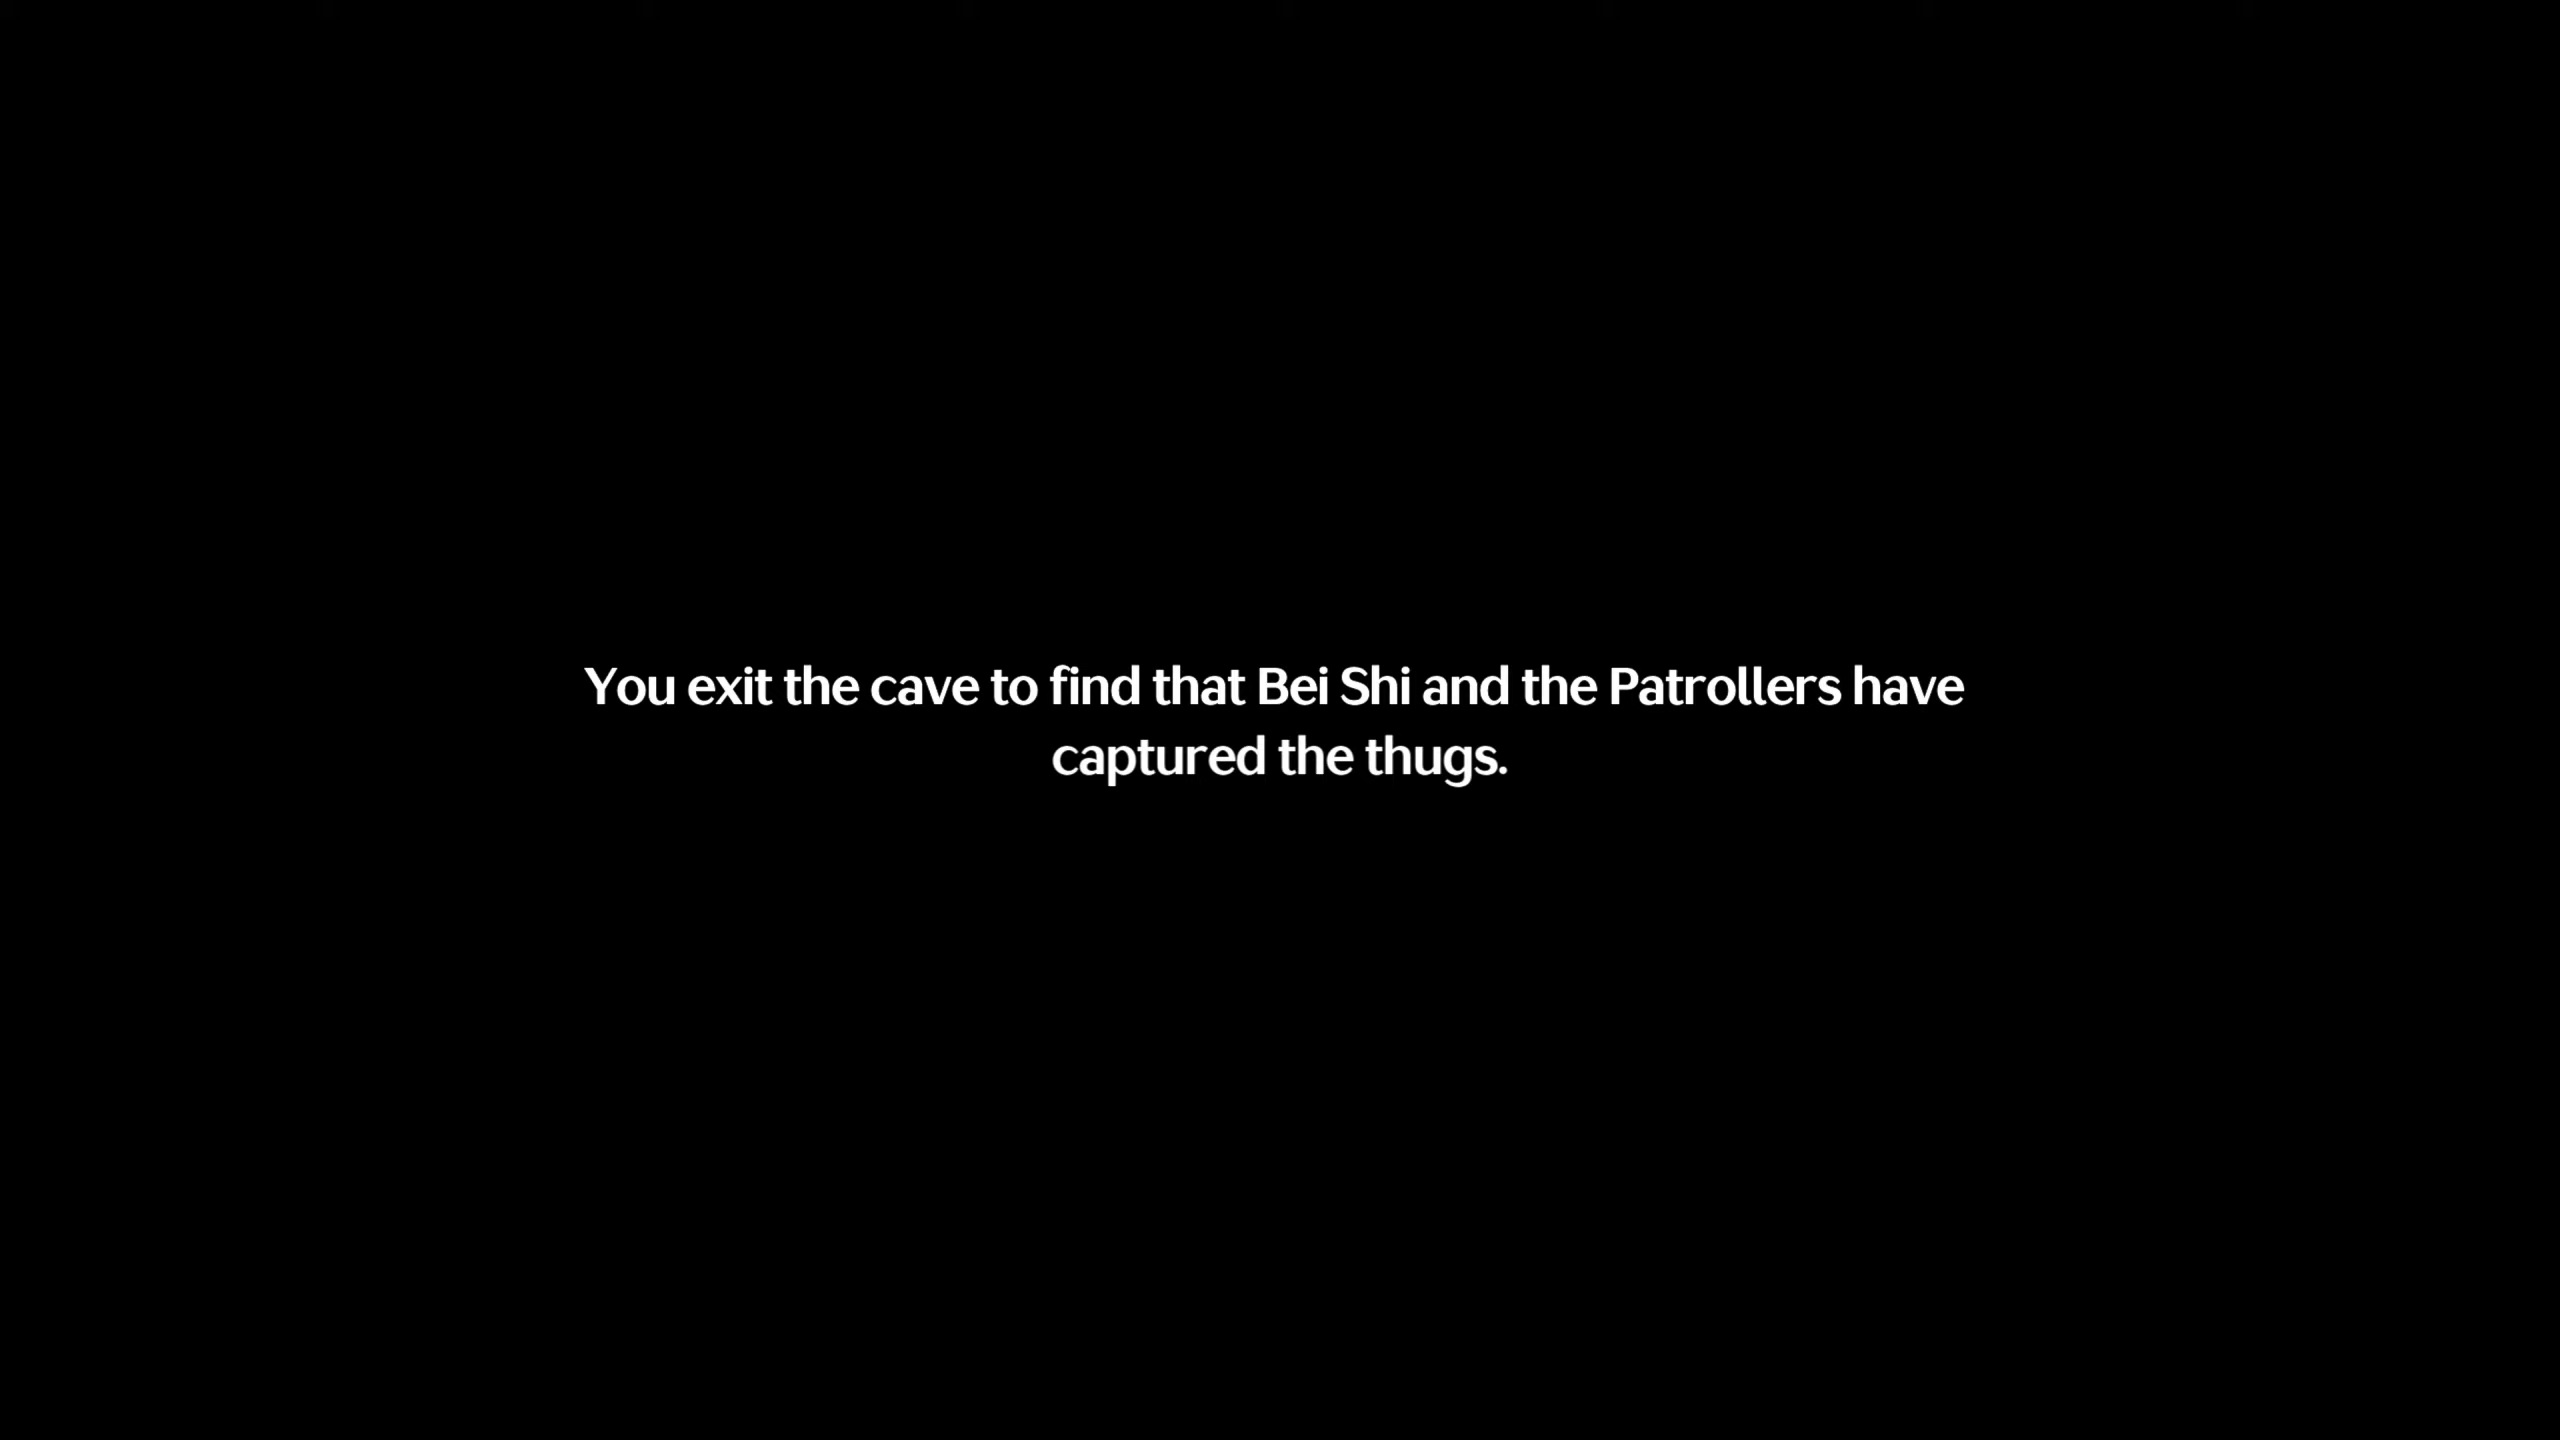 You exit the cave to find that Bei Shi and the Patrollers have
captured the thugs.